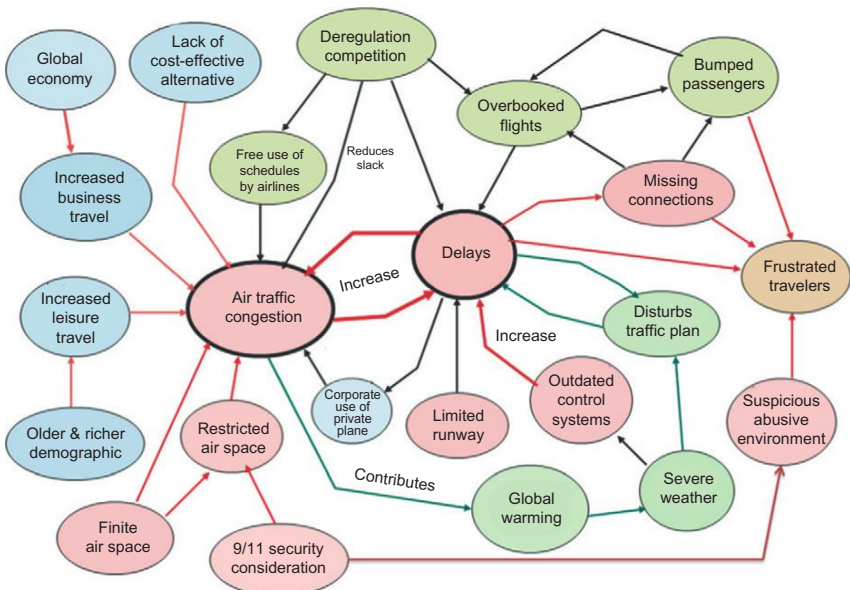 Global
economy
Lack of
cost-effective
alternative
Deregulation
competition
Bumped
passengers
Overbooked
flights
Free use of
schedules
by airlines
Reduces
slack
Increased
business
travel
Missing
connections
Delays
Frustrated
travelers
Increase
Air traffic
congestion
Increased
leisure
travel
Disturbs
traffic plan
Increase
Corporate
use of
private
plane
Limited
runway
Outdated
control
systems
Suspicious
abusive
environment
Older & richer
demographic
Restricted
air space
Contributes
Global
warming
Severe
weather
Finite
air space
9/11 security
consideration